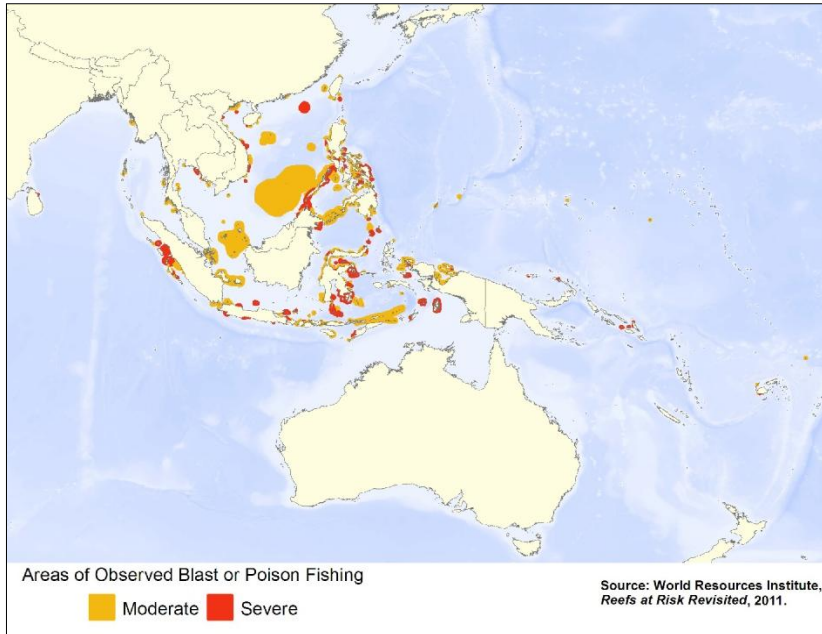 Areas of Observed Blast or Poison Fishing
Moderate
Severe
Source: World Resources Institute,
Reefs at Risk Revisited, 2011.